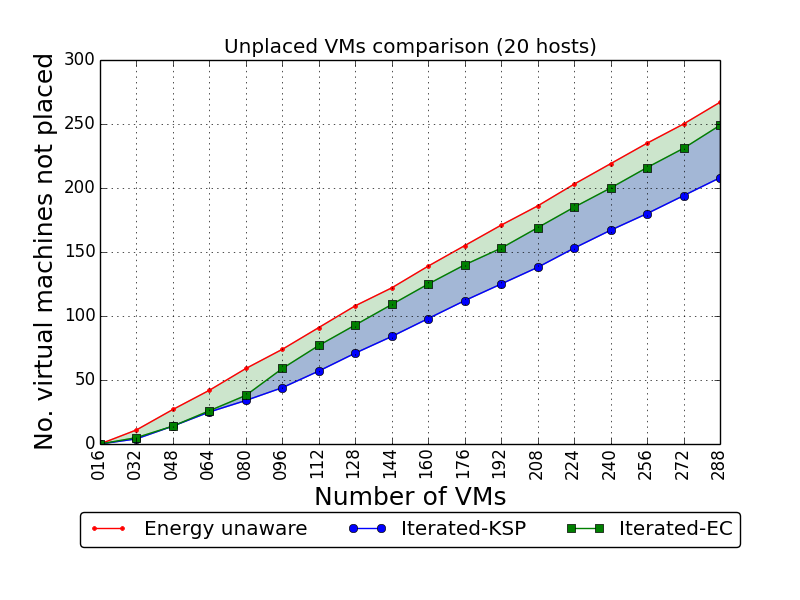 Unplaced VMs comparison (20 hosts)
No. virtual machines not placed
300
250
200
150
100
50
0
016 032 048 064 080 096 112 128 144 160 176 192 208 224 240 256 272 288
Number of VMs
Energy unaware Iterated-KSP Iterated-EC